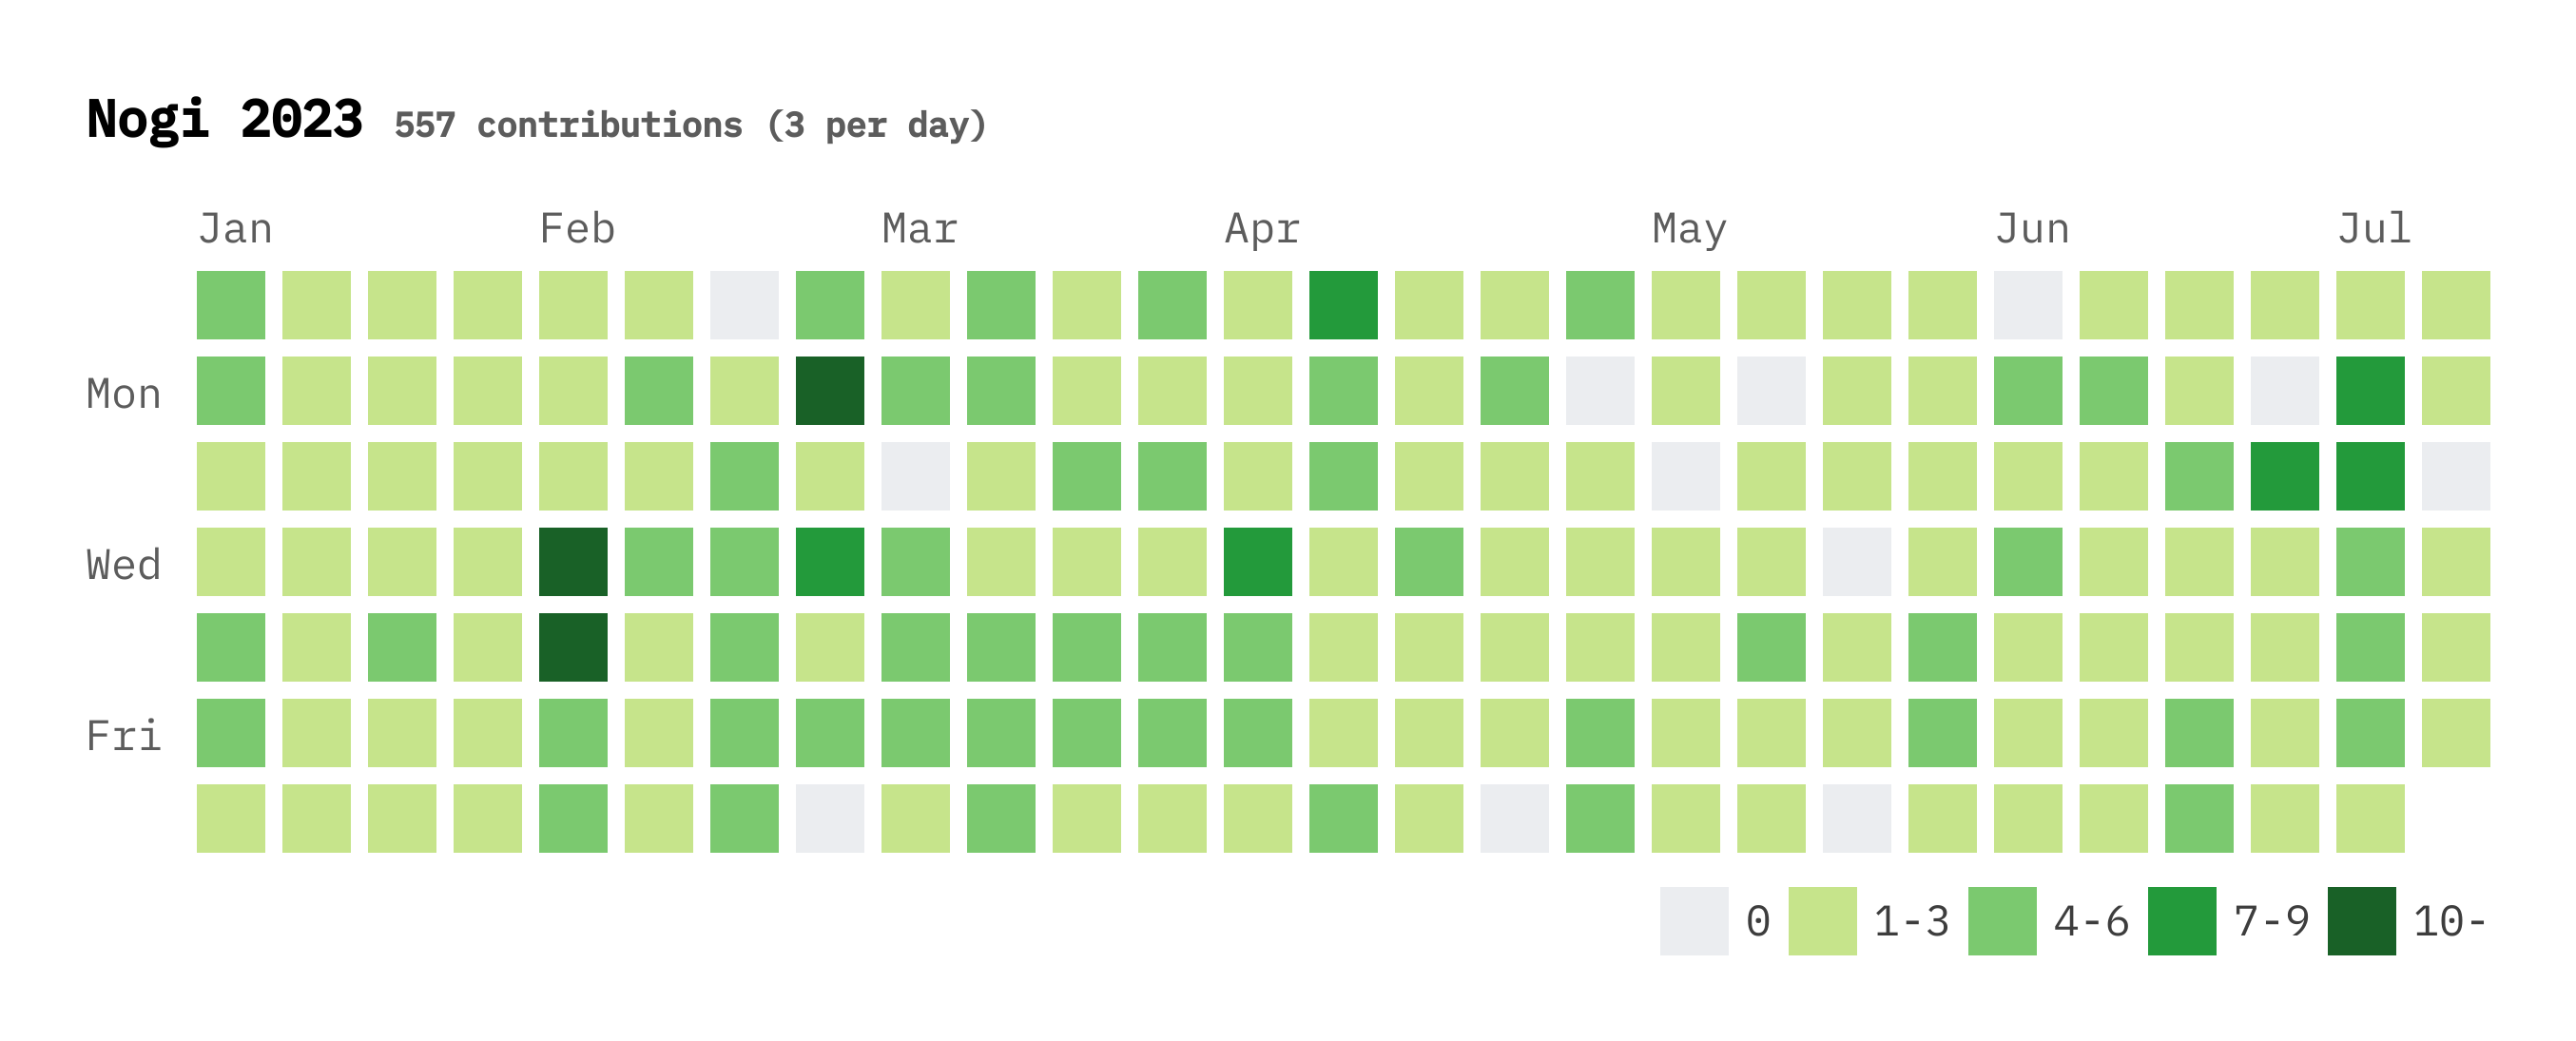 Nogi 2023 557 contributions (3 per day)
Jan Feb Mar Apr May Jun Jul
Mon
Wed
Fri
0 1-3 4-6 7-9 10-